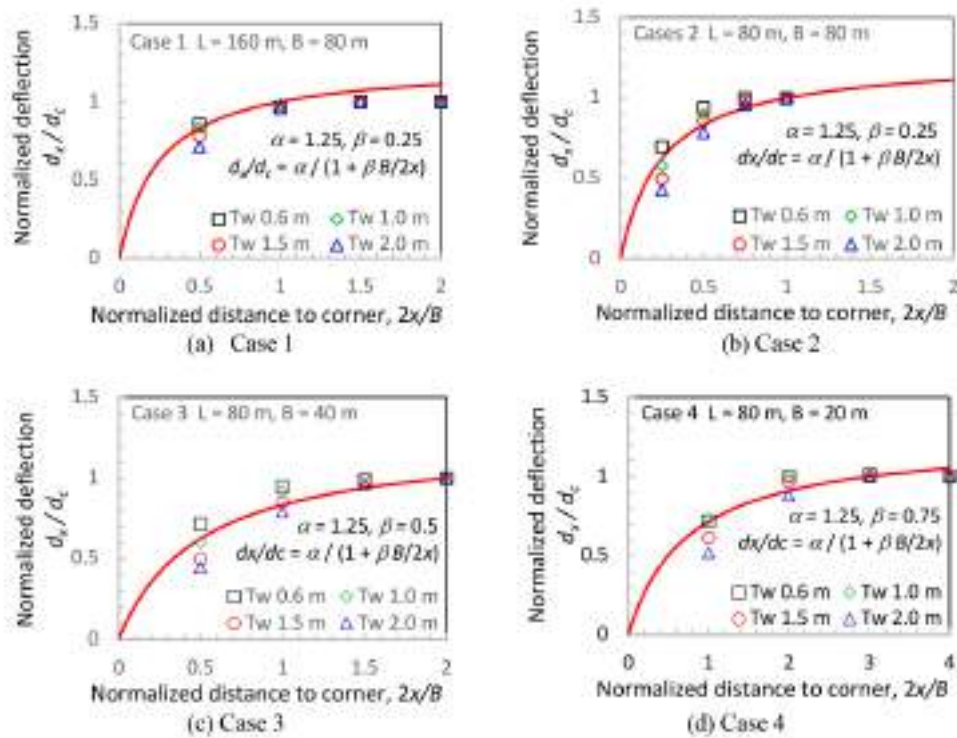 1.5
Case 1 L = 160 m, B = 80 m
1
0.5
0
Normalized deflection
dₓ / d꜀
α = 1.25, β = 0.25
dₓ/d꜀ = α / (1 + βB/2x)
Tw 0.6 m Tw 1.0 m
Tw 1.5 m Tw 2.0 m
0 0.5 1 1.5 2
Normalized distance to corner, 2x/B
(a) Case 1
1.5
Cases 2 L = 80 m, B = 80 m
1
0.5
0
Normalized deflection
dₓ / d꜀
α = 1.25, β = 0.25
dx/dc = α / (1 + βB/2x)
Tw 0.6 m Tw 1.0 m
Tw 1.5 m Tw 2.0 m
0 0.5 1 1.5 2
Normalized distance to corner, 2x/B
(b) Case 2
1.5
Case 3 L = 80 m, B = 40 m
1
0.5
0
Normalized deflection
dₓ / d꜀
α = 1.25, β = 0.5
dx/dc = α / (1 + βB/2x)
Tw 0.6 m Tw 1.0 m
Tw 1.5 m Tw 2.0 m
0 0.5 1 1.5 2
Normalized distance to corner, 2x/B
(c) Case 3
1.5
Case 4 L = 80 m, B = 20 m
1
0.5
0
Normalized deflection
dₓ / d꜀
α = 1.25, β = 0.75
dx/dc = α / (1 + βB/2x)
Tw 0.6 m Tw 1.0 m
Tw 1.5 m Tw 2.0 m
0 1 2 3 4
Normalized distance to corner, 2x/B
(d) Case 4